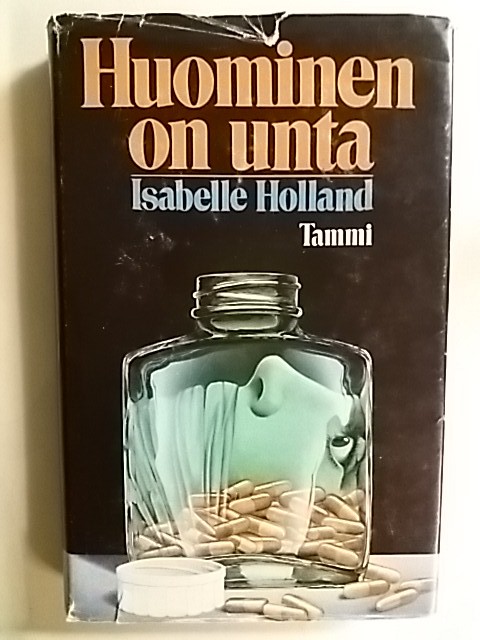 Huominen
on unta
Isabelle Holland
Tammi